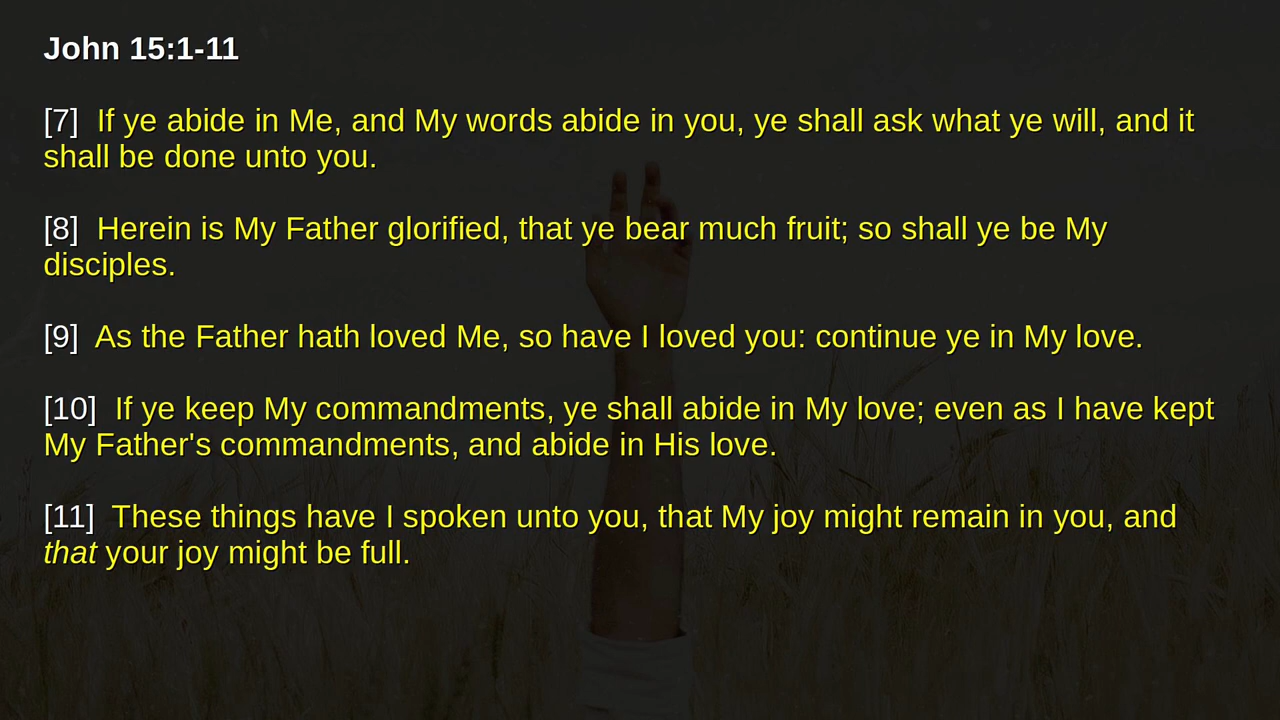 John 15:1-11
[7] If ye abide in Me, and My words abide in you, ye shall ask what ye will, and it
shall be done unto you.
[8] Herein is My Father glorified, that ye bear much fruit; so shall ye be My
disciples.
[9] As the Father hath loved Me, so have I loved you: continue ye in My love.
[10] If ye keep My commandments, ye shall abide in My love; even as I have kept
My Father's commandments, and abide in His love.
[11] These things have I spoken unto you, that My joy might remain in you, and
that your joy might be full.